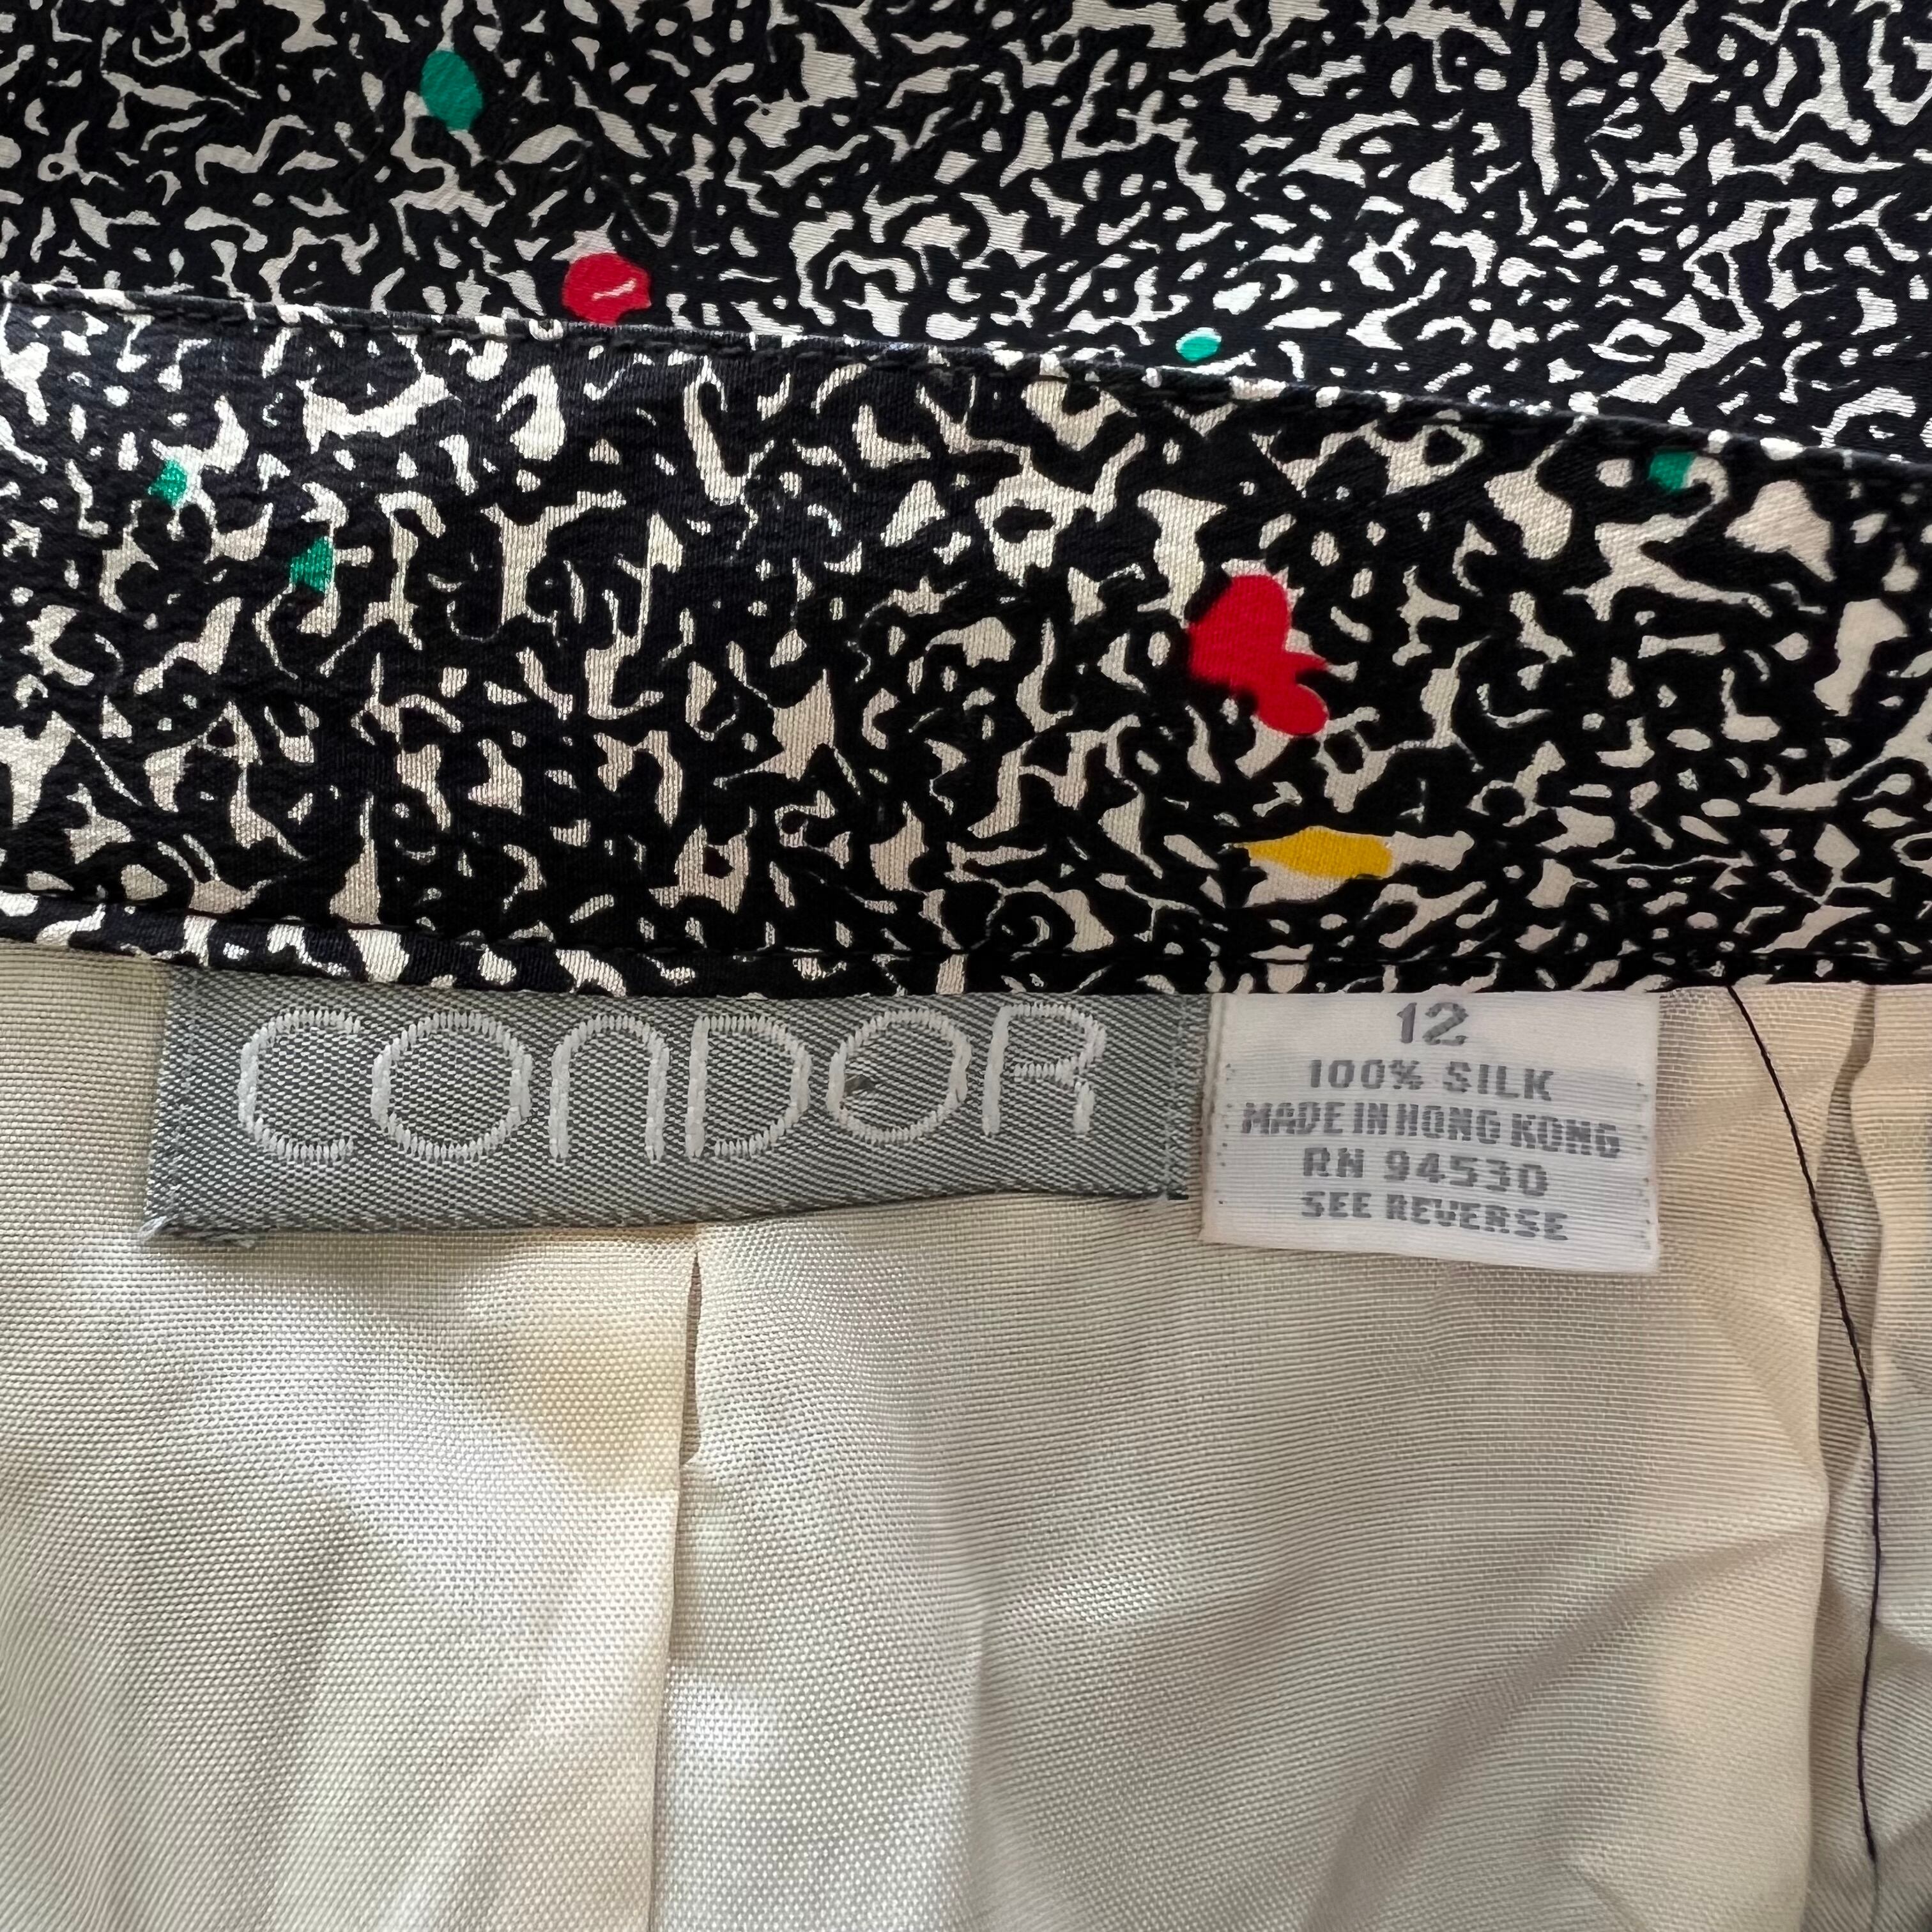 CONDOR
12
100% SILK
MADE IN HONG KONG
RN 94530
SEE REVERSE